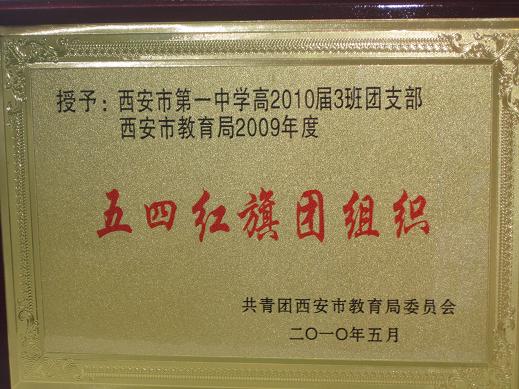 授予：西安市第一中学高2010届3班团支部
西安市教育局2009年度
五四红旗团组织
共青团西安市教育局委员会
二〇一〇年五月